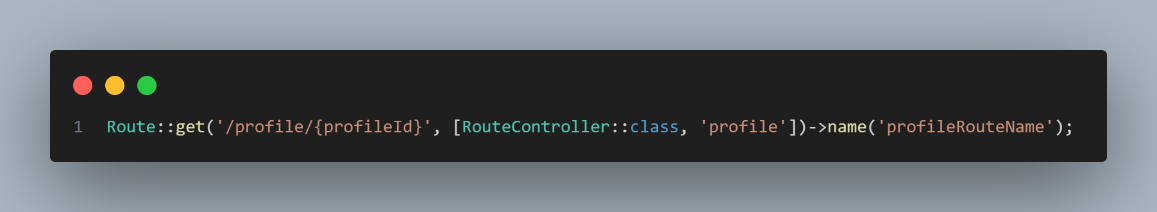 1 Route::get('/profile/{profileId}', [RouteController::class, 'profile'])->name('profileRouteName');